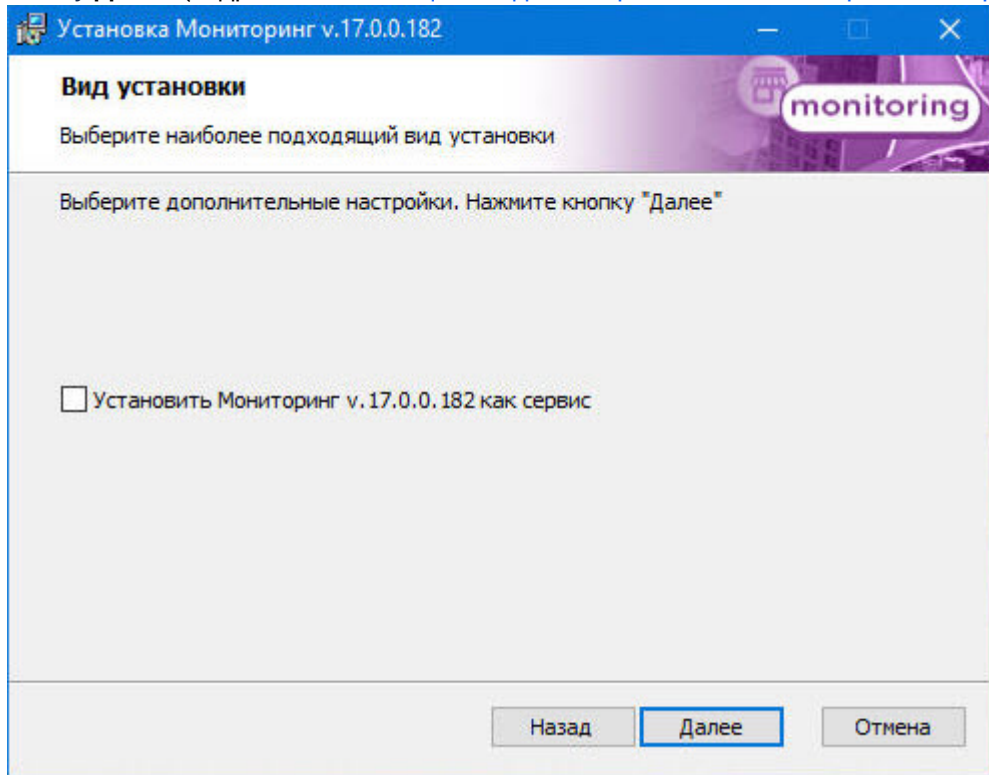 Установка Мониторинг v.17.0.0.182
Вид установки
monitoring
Выберите наиболее подходящий вид установки
Выберите дополнительные настройки. Нажмите кнопку "Далее"
Установить Мониторинг v.17.0.0.182 как сервис
Назад
Далее
Отмена